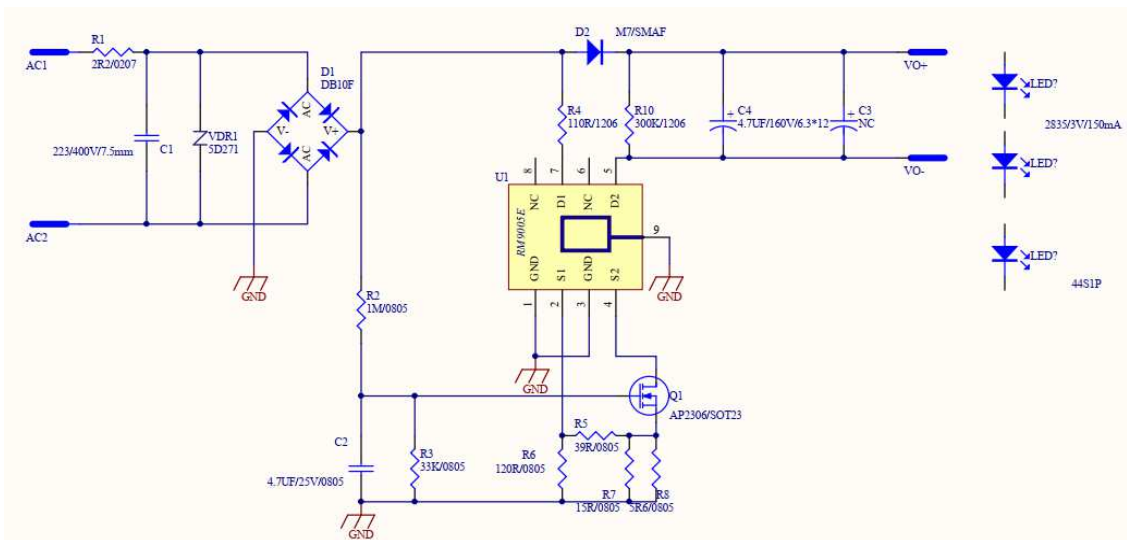 AC1
R1
2R2/0207
D1
DB10F
AC
V-
V+
AC
223/400V/7.5mm
C1
VDR1
5D271
AC2
GND
D2
M7/SMAF
R4
110R/1206
R10
300K/1206
C4
4.7UF/160V/6.3*12
C3
NC
VO+
VO-
LED?
2835/3V/150mA
LED?
LED?
44S1P
U1
8
7
6
5
NC
D1
NC
D2
RM9005E
9
GND
S1
GND
S2
1
2
3
4
GND
GND
R2
1M/0805
Q1
AP2306/SOT23
C2
4.7UF/25V/0805
R3
33K/0805
R5
39R/0805
R6
120R/0805
R7
15R/0805
R8
5R6/0805
GND